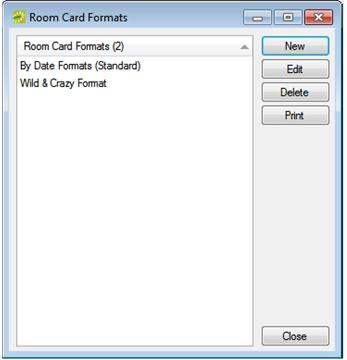 Room Card Formats
Room Card Formats (2)
By Date Formats (Standard)
Wild & Crazy Format
New
Edit
Delete
Print
Close